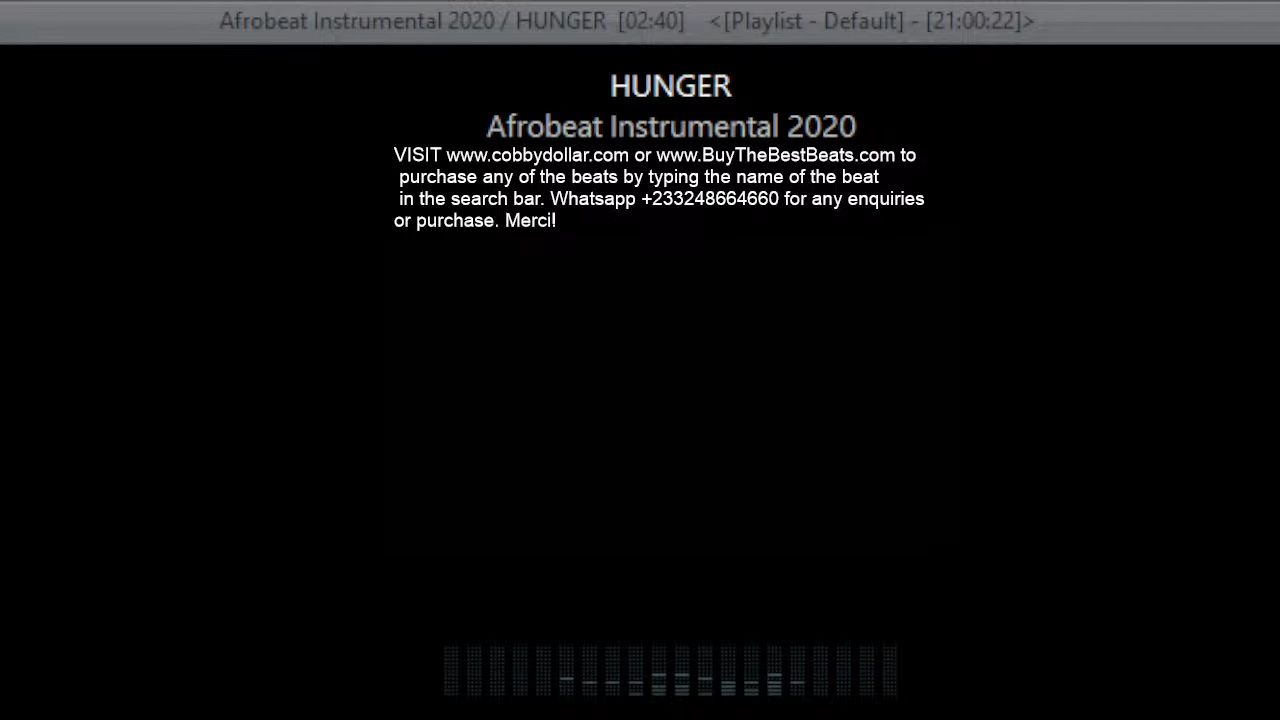 Afrobeat Instrumental 2020 / HUNGER [02:40] <[Playlist - Default] - [21:00:22]>
HUNGER
Afrobeat Instrumental 2020
VISIT www.cobbydollar.com or www.BuyTheBestBeats.com to
purchase any of the beats by typing the name of the beat
in the search bar. Whatsapp +233248664660 for any enquiries
or purchase. Merci!